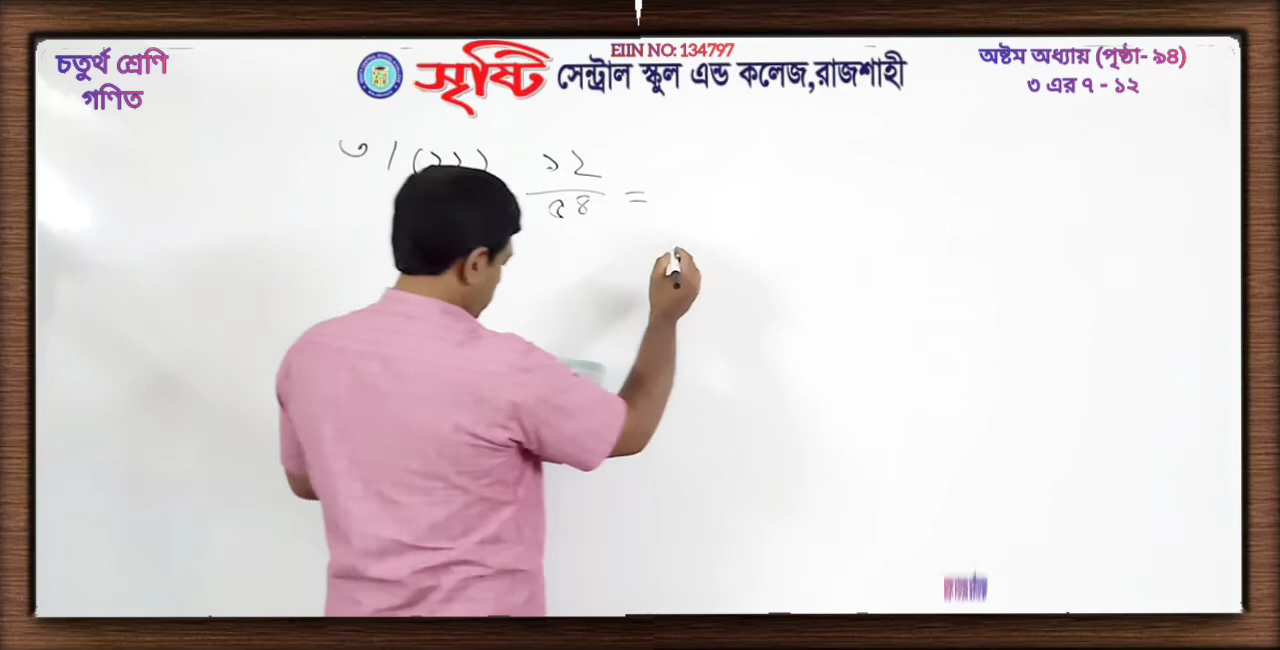 চতুর্থ শ্রেণি
গণিত
EIIN NO: 134797
সৃষ্টি সেন্ট্রাল স্কুল এন্ড কলেজ,রাজশাহী
অষ্টম অধ্যায় (পৃষ্ঠা- ৯৪)
৩ এর ৭ - ১২
৩। (১১)
১২
৫৪ =